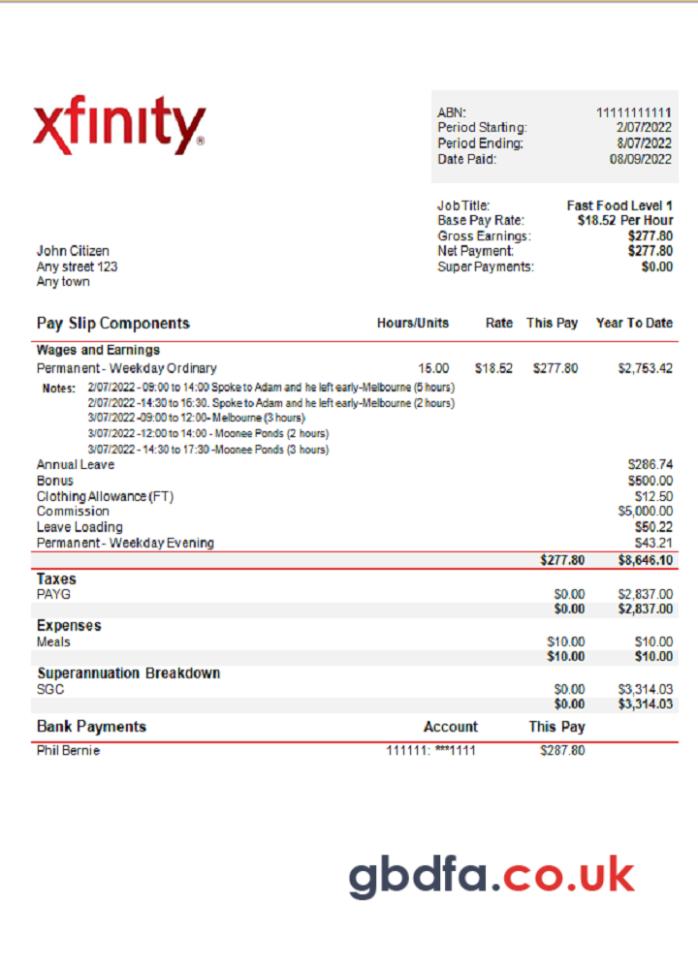 xfinity®
ABN: 11111111111
Period Starting: 2/07/2022
Period Ending: 8/07/2022
Date Paid: 08/09/2022
Job Title: Fast Food Level 1
Base Pay Rate: $18.52 Per Hour
Gross Earnings: $277.80
Net Payment: $277.80
Super Payments: $0.00
John Citizen
Any street 123
Any town
Pay Slip Components Hours/Units Rate This Pay Year To Date
Wages and Earnings
Permanent - Weekday Ordinary 15.00 $18.52 $277.80 $2,753.42
Notes: 2/07/2022 - 09:00 to 14:00 Spoke to Adam and he left early-Melbourne (5 hours)
2/07/2022 -14:30 to 16:30. Spoke to Adam and he left early-Melbourne (2 hours)
3/07/2022 -09:00 to 12:00- Melbourne (3 hours)
3/07/2022 -12:00 to 14:00 - Moonee Ponds (2 hours)
3/07/2022 - 14:30 to 17:30 -Moonee Ponds (3 hours)
Annual Leave $286.74
Bonus $500.00
Clothing Allowance (FT) $12.50
Commission $5,000.00
Leave Loading $50.22
Permanent - Weekday Evening $43.21
$277.80 $8,646.10
Taxes
PAYG $0.00 $2,837.00
$0.00 $2,837.00
Expenses
Meals $10.00 $10.00
$10.00 $10.00
Superannuation Breakdown
SGC $0.00 $3,314.03
$0.00 $3,314.03
Bank Payments Account This Pay
Phil Bernie 111111: ***1111 $287.80
gbdfa.co.uk